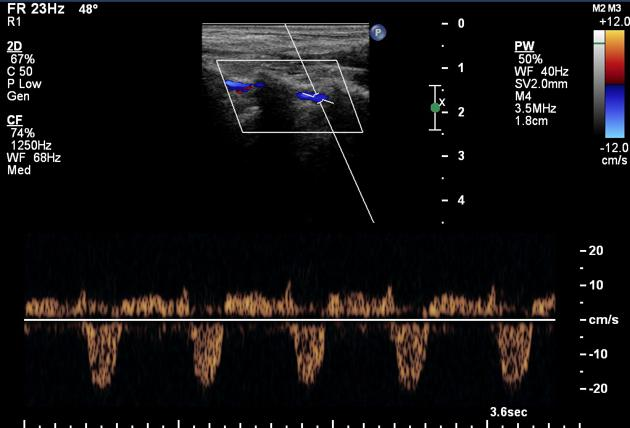 FR 23Hz 48°
R1
2D
67%
C 50
P Low
Gen
CF
74%
1250Hz
WF 68Hz
Med
P
0
1
2
3
4
x
PW
50%
WF 40Hz
SV2.0mm
M4
3.5MHz
1.8cm
M2 M3
+12.0
-12.0
cm/s
20
10
cm/s
-10
-20
3.6sec